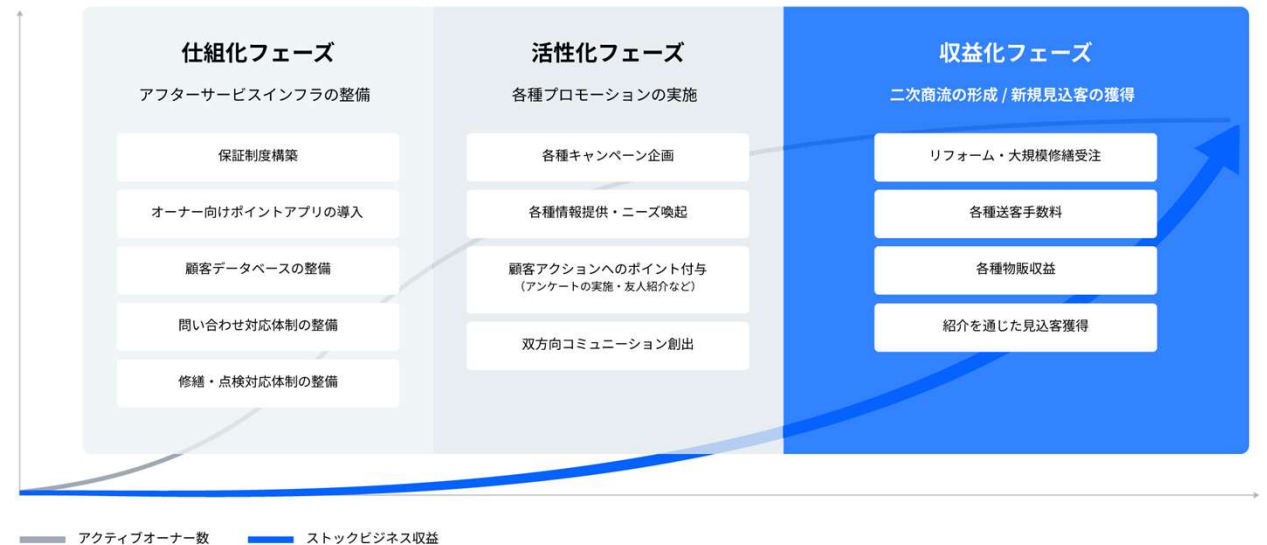 仕組化フェーズ
アフターサービスインフラの整備
保証制度構築
オーナー向けポイントアプリの導入
顧客データベースの整備
問い合わせ対応体制の整備
修繕・点検対応体制の整備
活性化フェーズ
各種プロモーションの実施
各種キャンペーン企画
各種情報提供・ニーズ喚起
顧客アクションへのポイント付与
（アンケートの実施・友人紹介など）
双方向コミュニーション創出
収益化フェーズ
二次商流の形成 / 新規見込客の獲得
リフォーム・大規模修繕受注
各種送客手数料
各種物販収益
紹介を通じた見込客獲得
アクティブオーナー数
ストックビジネス収益